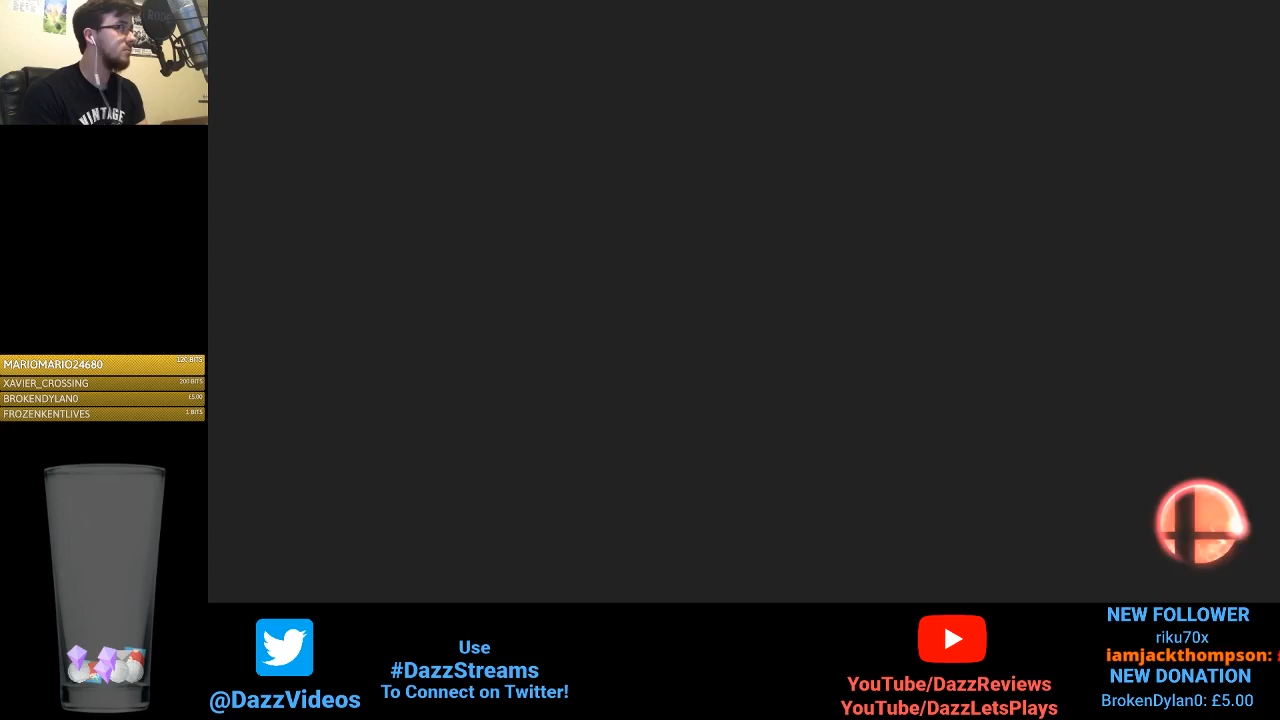 VINTAGE
MARIOMARIO24680
120 BITS
XAVIER_CROSSING
200 BITS
BROKENDYLAN0
£5.00
FROZENKENTLIVES
1 BITS
@DazzVideos
Use
#DazzStreams
To Connect on Twitter!
YouTube/DazzReviews
YouTube/DazzLetsPlays
NEW FOLLOWER
riku70x
iamjackthompson:
NEW DONATION
BrokenDylan0: £5.00